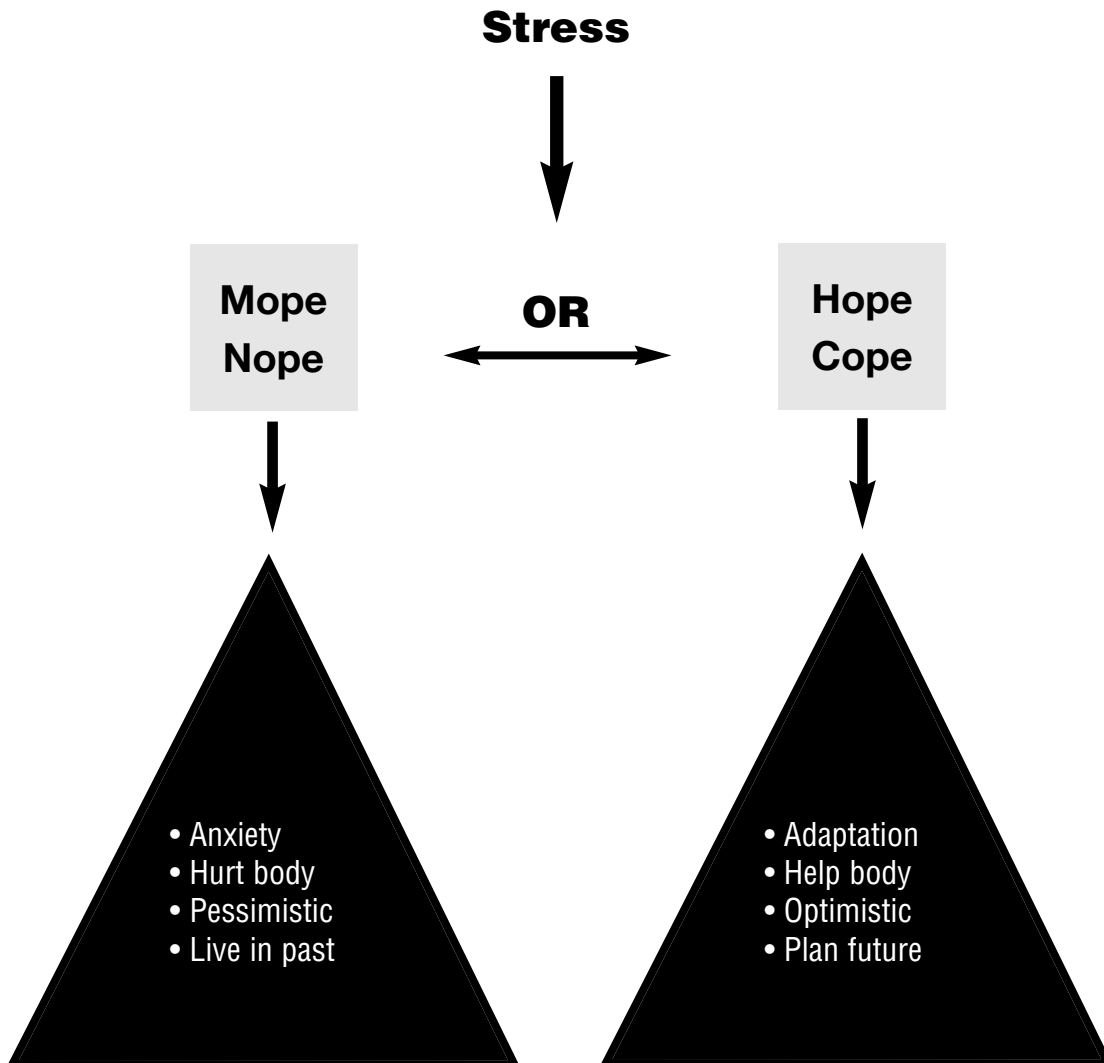 Stress
Mope
Nope
OR
Hope
Cope
• Anxiety
• Hurt body
• Pessimistic
• Live in past
• Adaptation
• Help body
• Optimistic
• Plan future